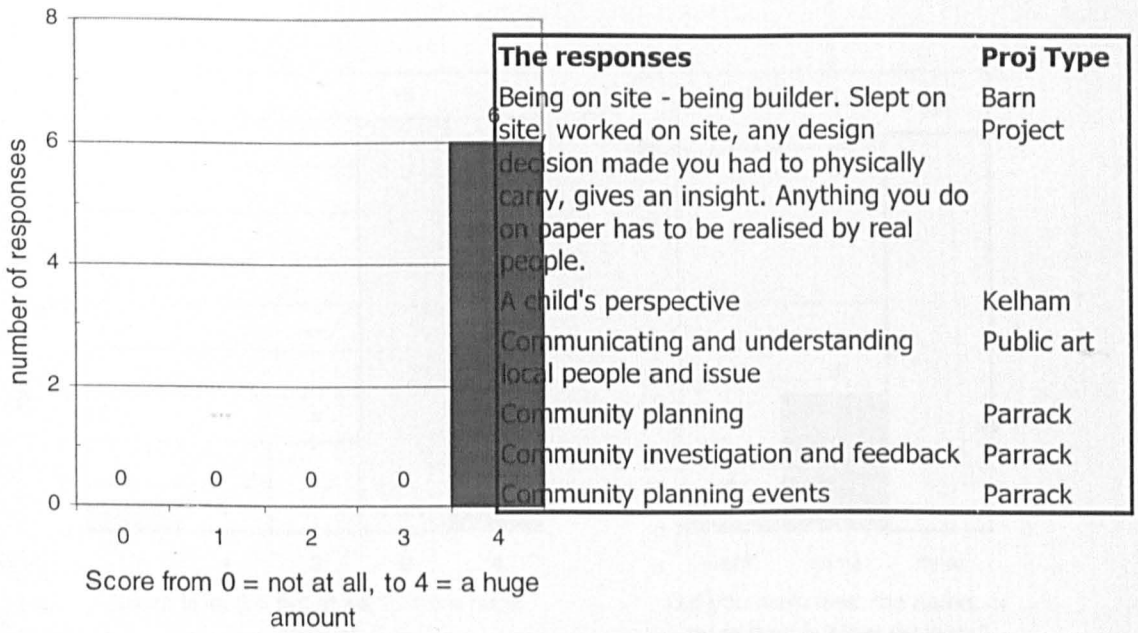 8
6
4
2
0
number of responses
6
0 0 0 0
0 1 2 3 4
Score from 0 = not at all, to 4 = a huge
amount
The responses Proj Type
Being on site - being builder. Slept on Barn
site, worked on site, any design Project
decision made you had to physically
carry, gives an insight. Anything you do
on paper has to be realised by real
people.
A child's perspective Kelham
Communicating and understanding Public art
local people and issue
Community planning Parrack
Community investigation and feedback Parrack
Community planning events Parrack